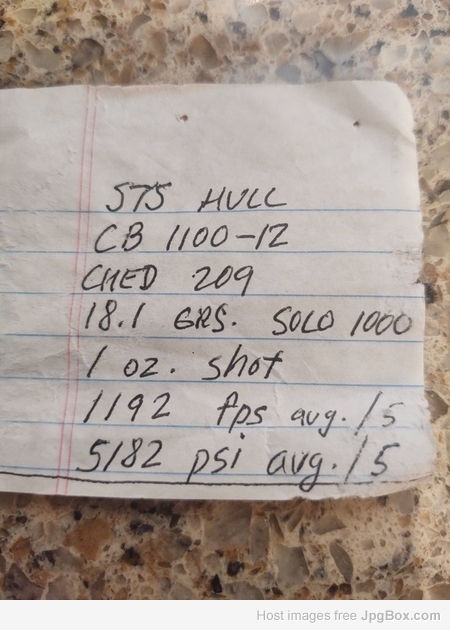 STS HULL
CB 1100-12
CHED 209
18.1 GRS. SOLO 1000
1 oz. shot
1192 fps avg./5
5182 psi avg./5
Host images free JpgBox.com